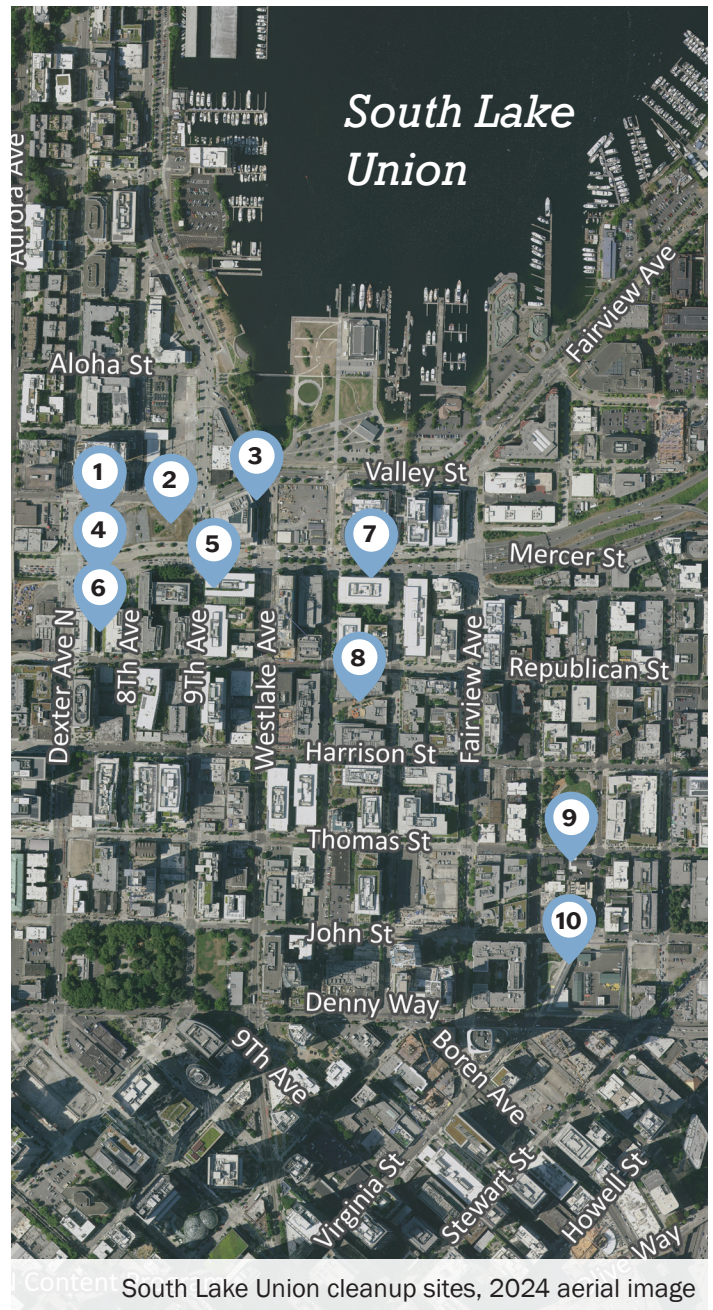 South Lake
Union
Aurora Ave
Fairview Ave
Aloha St
1
2
3
Valley St
4
5
7
Mercer St
6
8Th Ave
9Th Ave
Westlake Ave
Dexter Ave N
8
Fairview Ave
Republican St
Harrison St
9
Thomas St
10
John St
Denny Way
9Th Ave
Boren Ave
Virginia St
Stewart St
Howell St
Way
Content
South Lake Union cleanup sites, 2024 aerial image